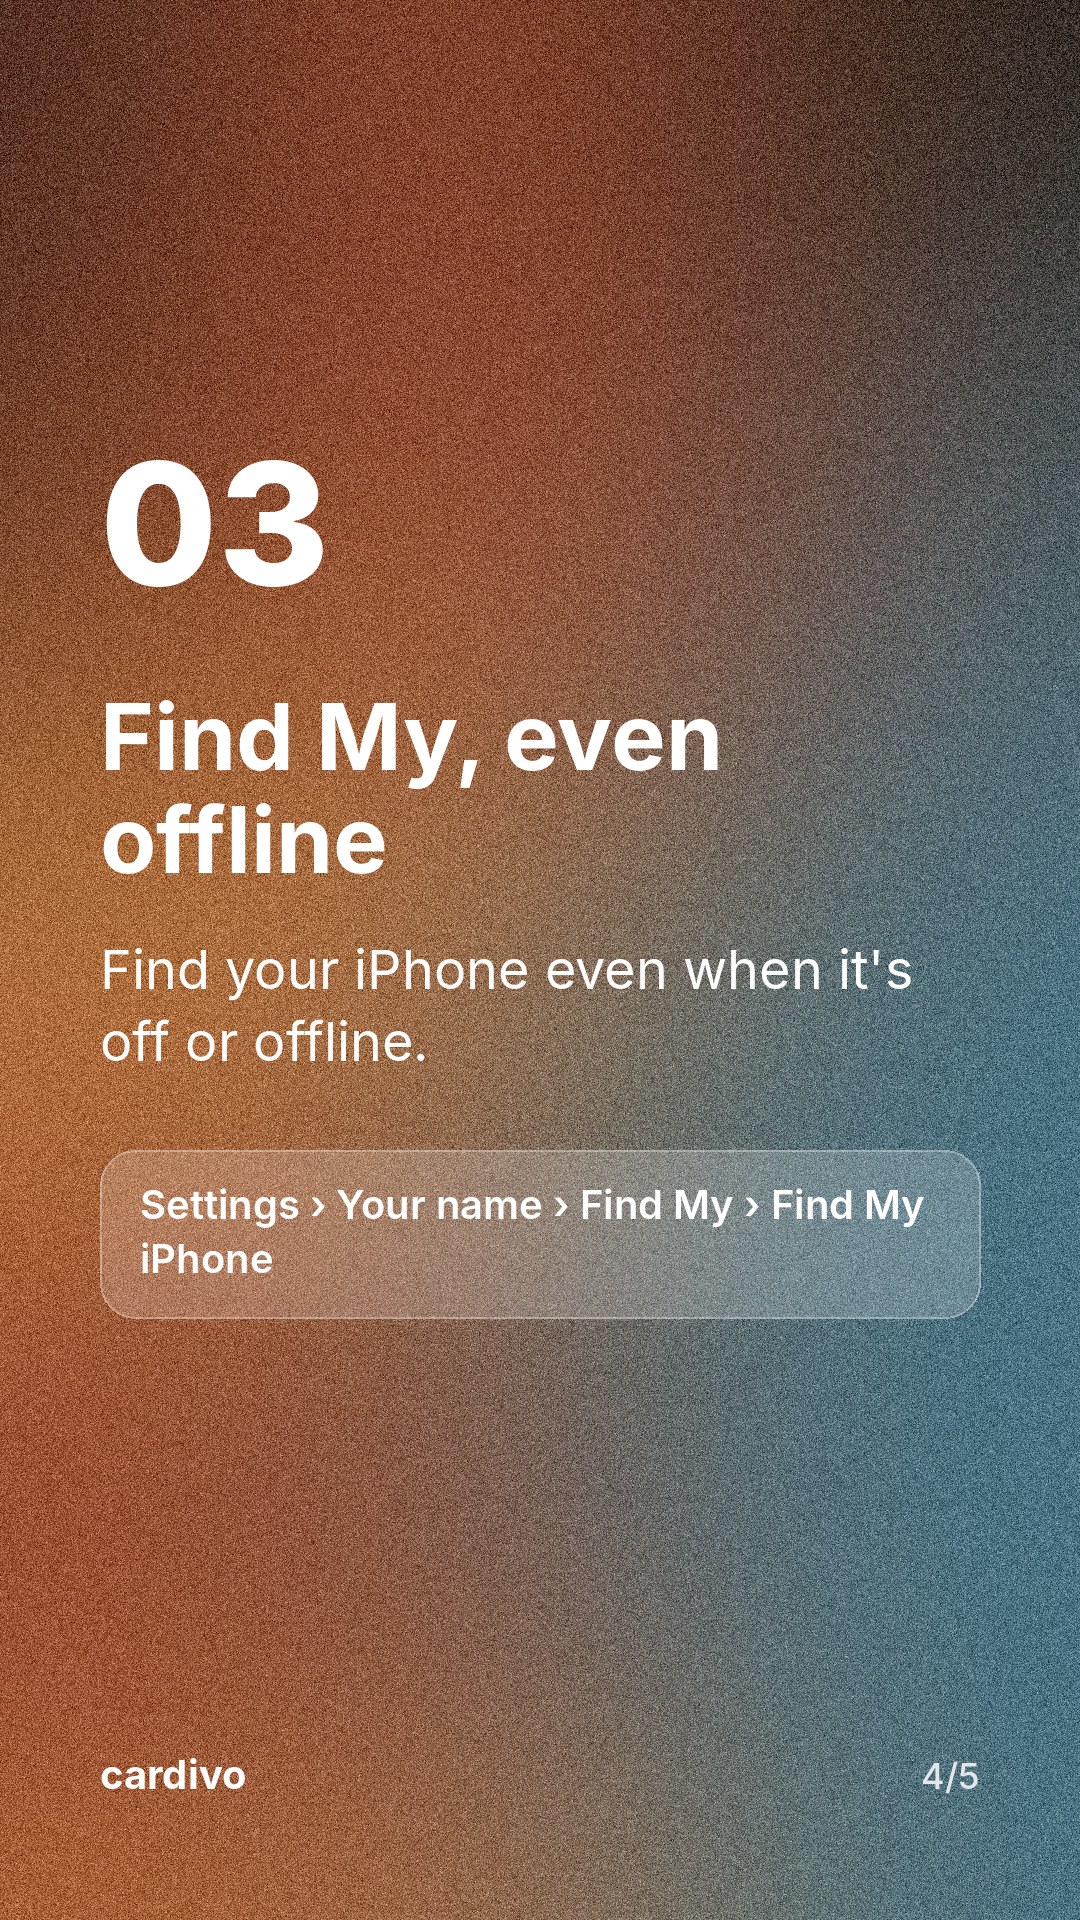 03
Find My, even
offline
Find your iPhone even when it's
off or offline.
Settings › Your name › Find My › Find My
iPhone
cardivo
4/5